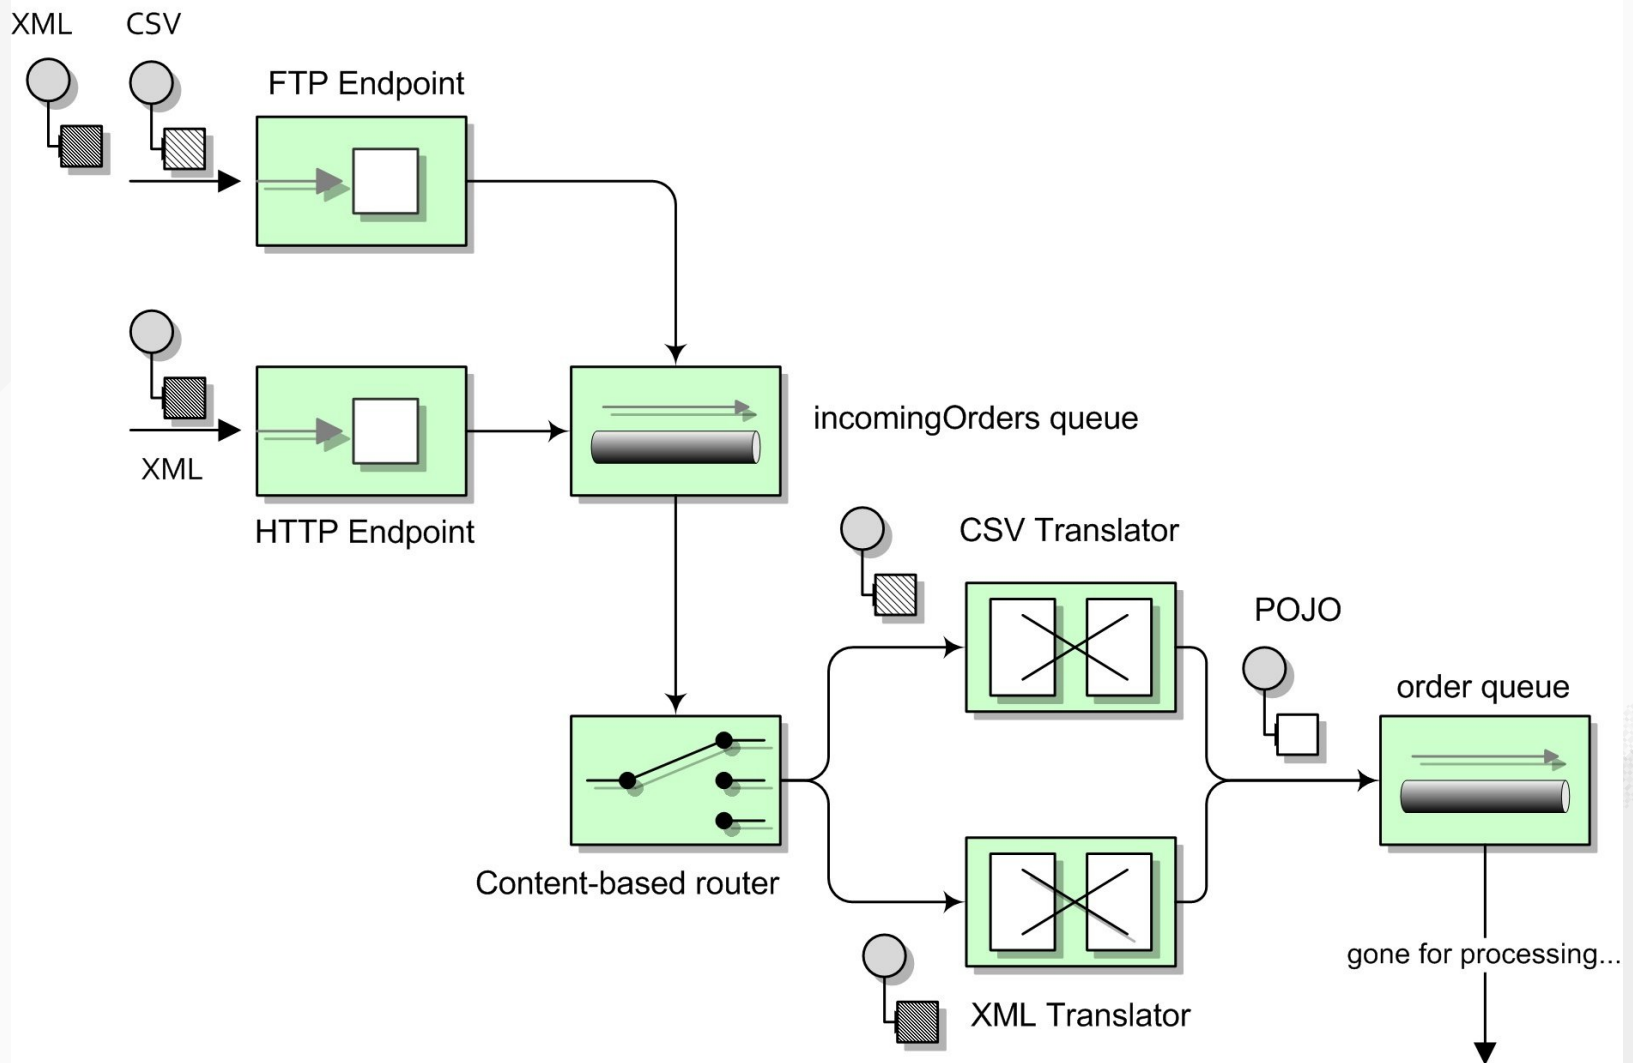 XML
CSV
FTP Endpoint
XML
HTTP Endpoint
incomingOrders queue
CSV Translator
POJO
order queue
Content-based router
gone for processing...
XML Translator